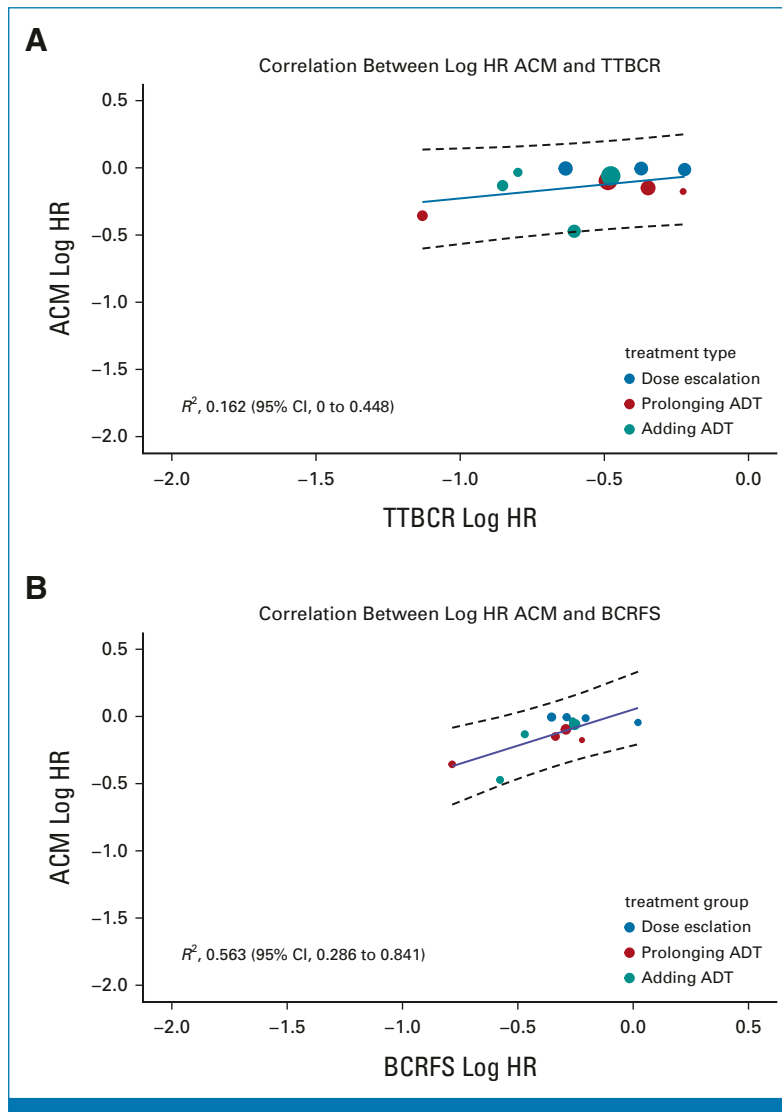 A
Correlation Between Log HR ACM and TTBCR
0.5
0.0
−0.5
−1.0
−1.5
−2.0
ACM Log HR
treatment type
Dose escalation
Prolonging ADT
Adding ADT
R², 0.162 (95% CI, 0 to 0.448)
−2.0 −1.5 −1.0 −0.5 0.0
TTBCR Log HR
B
Correlation Between Log HR ACM and BCRFS
0.5
0.0
−0.5
−1.0
−1.5
−2.0
ACM Log HR
treatment group
Dose esclation
Prolonging ADT
Adding ADT
R², 0.563 (95% CI, 0.286 to 0.841)
−2.0 −1.5 −1.0 −0.5 0.0 0.5
BCRFS Log HR